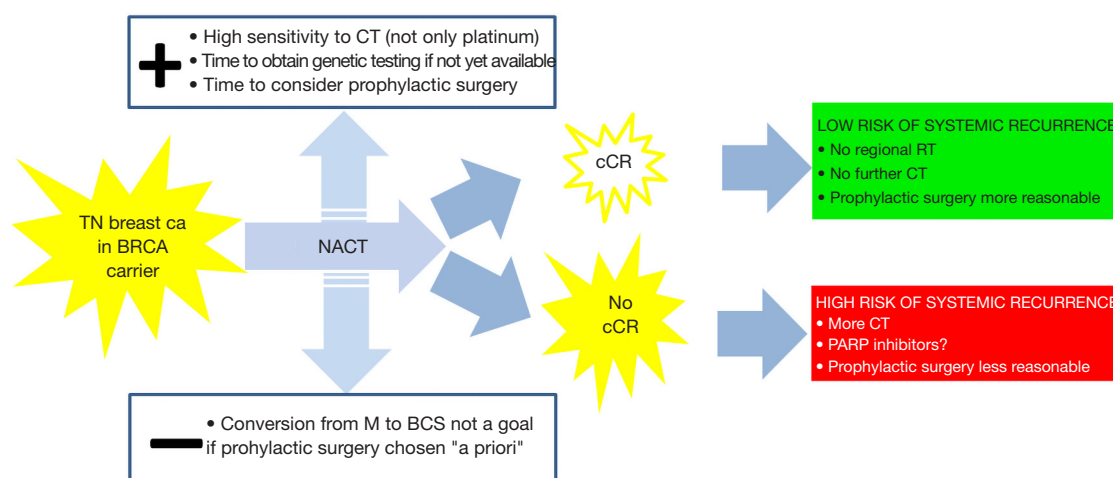 • High sensitivity to CT (not only platinum)
• Time to obtain genetic testing if not yet available
• Time to consider prophylactic surgery
TN breast ca
in BRCA
carrier
NACT
cCR
No
cCR
LOW RISK OF SYSTEMIC RECURRENCE
• No regional RT
• No further CT
• Prophylactic surgery more reasonable
HIGH RISK OF SYSTEMIC RECURRENCE
• More CT
• PARP inhibitors?
• Prophylactic surgery less reasonable
• Conversion from M to BCS not a goal
if prohylactic surgery chosen "a priori"